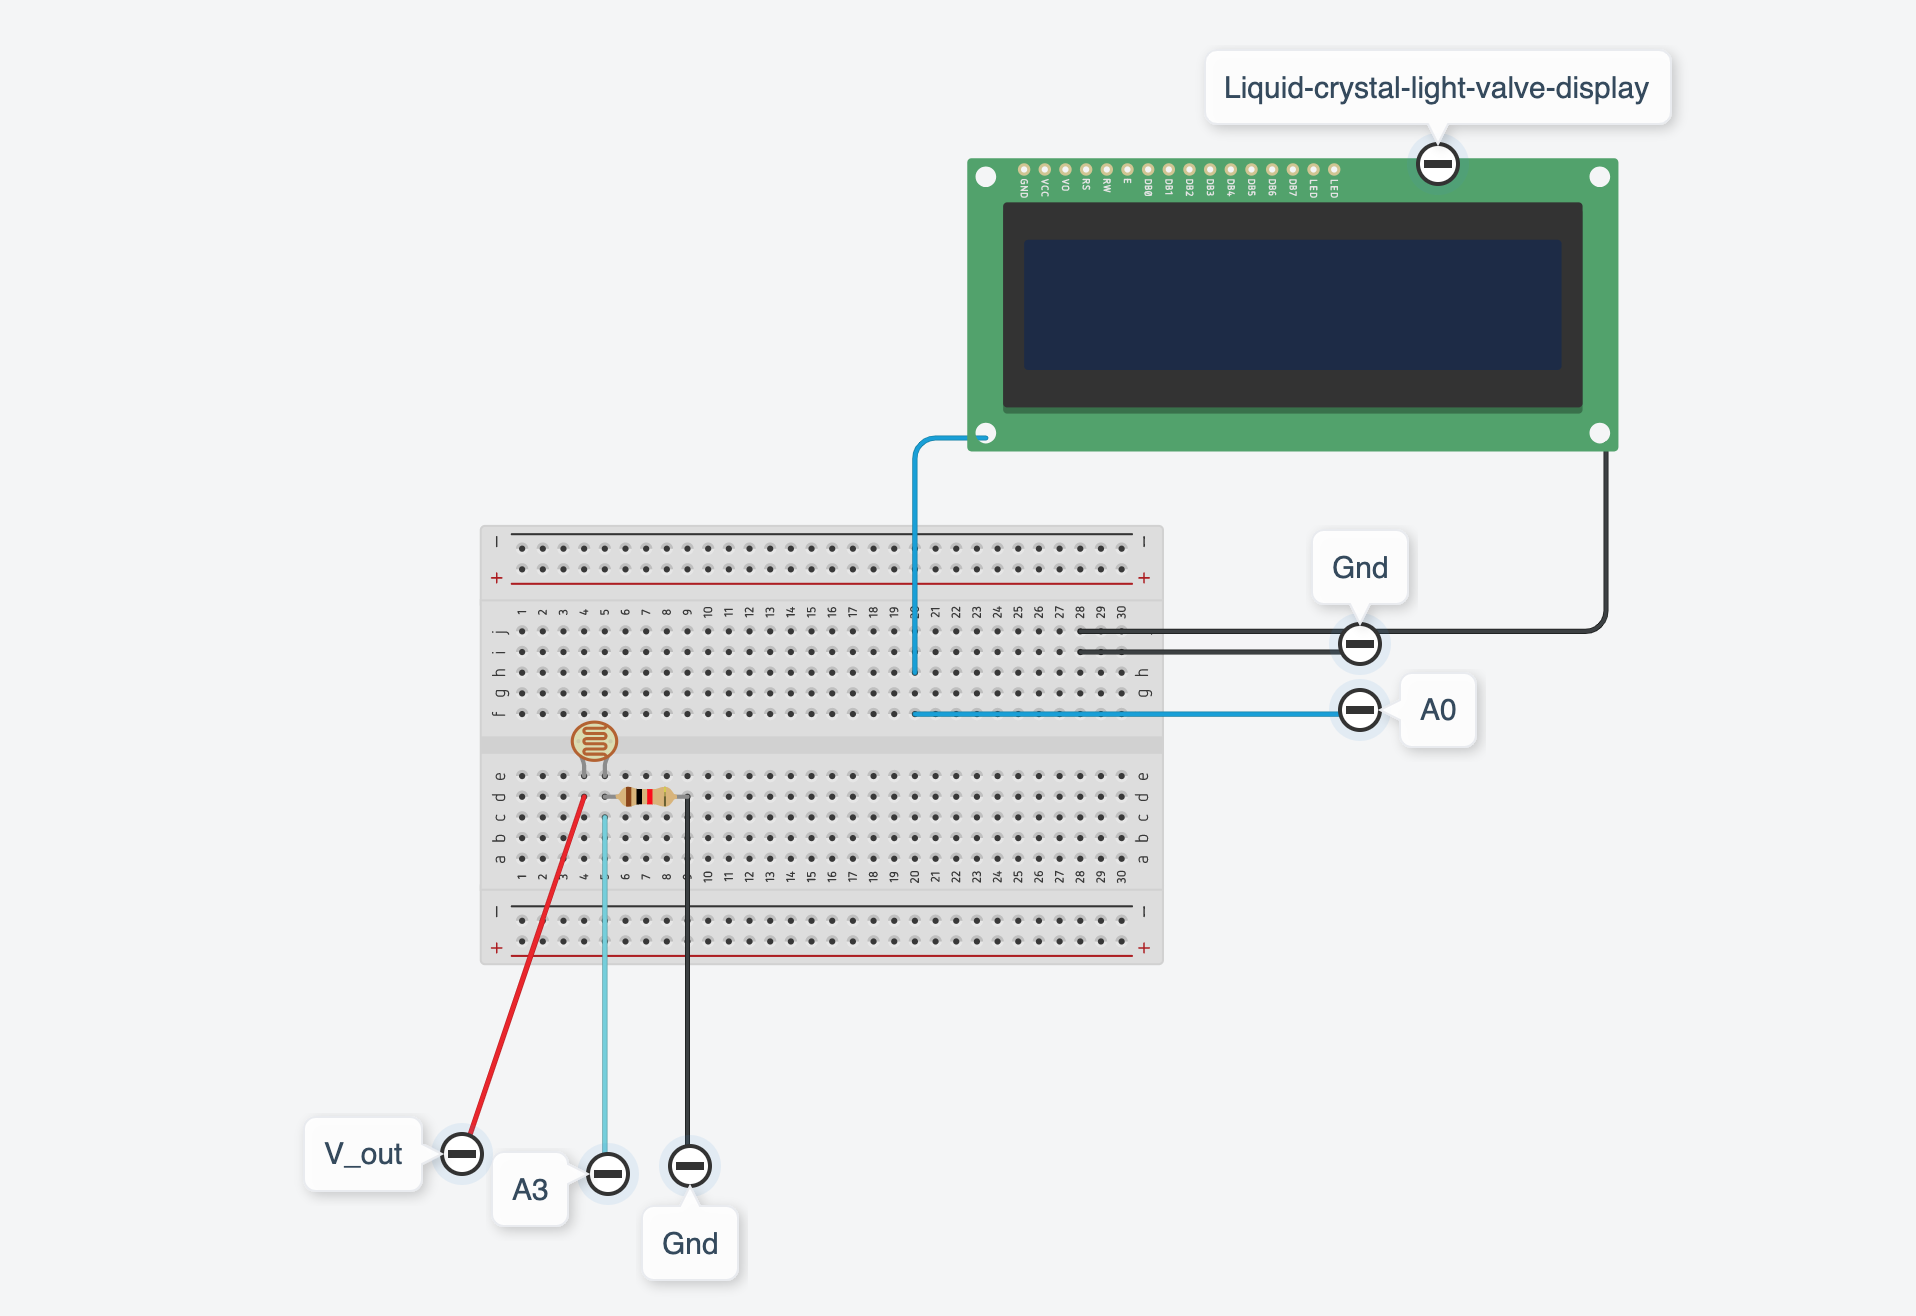 Liquid-crystal-light-valve-display
GND VCC VO RS RW E DB0 DB1 DB2 DB3 DB4 DB5 DB6 DB7 LED LED
Gnd
A0
− −
+ +
1 2 3 4 5 6 7 8 9 10 11 12 13 14 15 16 17 18 19 20 21 22 23 24 25 26 27 28 29 30
j
i
h h
g g
f
e e
d d
c c
b b
a a
1 2 3 4 5 6 7 8 9 10 11 12 13 14 15 16 17 18 19 20 21 22 23 24 25 26 27 28 29 30
− −
+ +
V_out
A3
Gnd